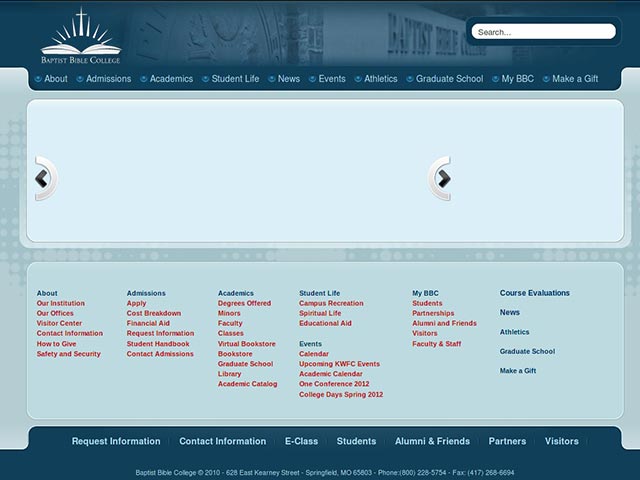 BAPTIST BIBLE COLLEGE
BAPTIST BIBLE
Search...
About Admissions Academics Student Life News Events Athletics Graduate School My BBC Make a Gift
About
Our Institution
Our Offices
Visitor Center
Contact Information
How to Give
Safety and Security
Admissions
Apply
Cost Breakdown
Financial Aid
Request Information
Student Handbook
Contact Admissions
Academics
Degrees Offered
Minors
Faculty
Classes
Virtual Bookstore
Bookstore
Graduate School
Library
Academic Catalog
Student Life
Campus Recreation
Spiritual Life
Educational Aid
Events
Calendar
Upcoming KWFC Events
Academic Calendar
One Conference 2012
College Days Spring 2012
My BBC
Students
Partnerships
Alumni and Friends
Visitors
Faculty & Staff
Course Evaluations
News
Athletics
Graduate School
Make a Gift
Request Information Contact Information E-Class Students Alumni & Friends Partners Visitors
Baptist Bible College © 2010 - 628 East Kearney Street - Springfield, MO 65803 - Phone:(800) 228-5754 - Fax: (417) 268-6694